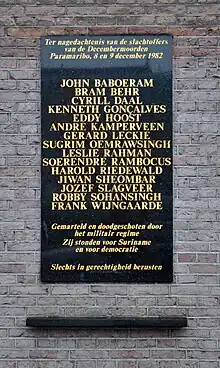 Ter nagedachtenis van de slachtoffers
van de Decembermoorden
Paramaribo, 8 en 9 december 1982
JOHN BABOERAM
BRAM BEHR
CYRILL DAAL
KENNETH GONÇALVES
EDDY HOOST
ANDRE KAMPERVEEN
GERARD LECKIE
SUGRIM OEMRAWSINGH
LESLIE RAHMAN
SOERENDRE RAMBOCUS
HAROLD RIEDEWALD
JIWAN SHEOMBAR
JOZEF SLAGVEER
ROBBY SOHANSINGH
FRANK WIJNGAARDE
Gemarteld en doodgeschoten door
het militair regime
Zij stonden voor Suriname
en voor democratie
Slechts in gerechtigheid berusten